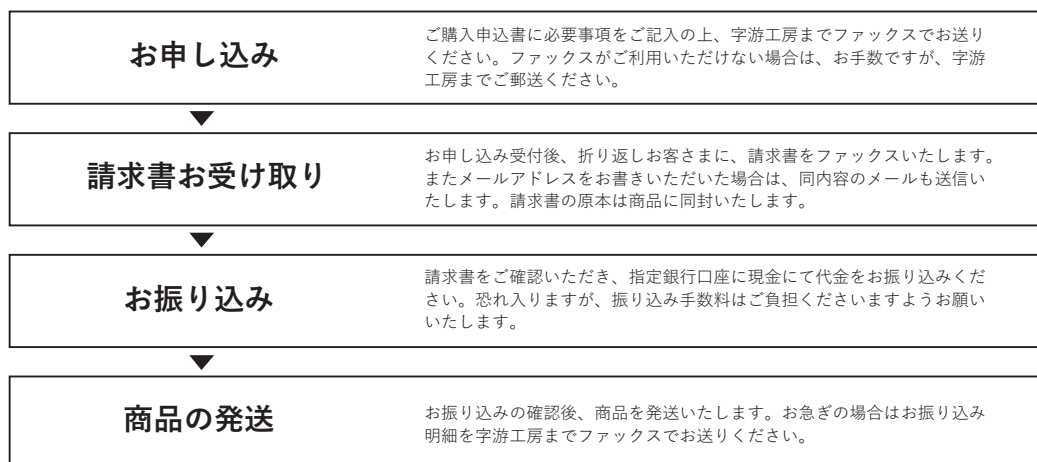 お申し込み
ご購入申込書に必要事項をご記入の上、字游工房までファックスでお送り
ください。ファックスがご利用いただけない場合は、お手数ですが、字游
工房までご郵送ください。
請求書お受け取り
お申し込み受付後、折り返しお客さまに、請求書をファックスいたします。
またメールアドレスをお書きいただいた場合は、同内容のメールも送信い
たします。請求書の原本は商品に同封いたします。
お振り込み
請求書をご確認いただき、指定銀行口座に現金にて代金をお振り込みくだ
さい。恐れ入りますが、振り込み手数料はご負担くださいますようお願い
いたします。
商品の発送
お振り込みの確認後、商品を発送いたします。お急ぎの場合はお振り込み
明細を字游工房までファックスでお送りください。